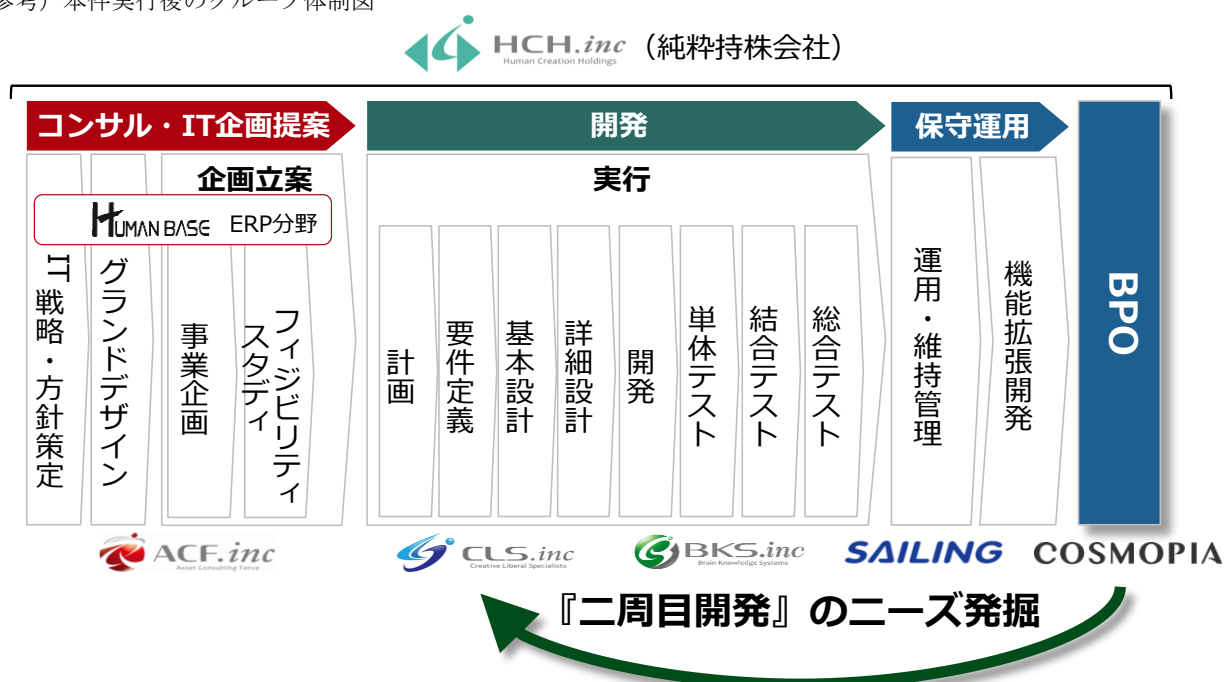 参考）本件実行後のグループ体制図
HCH.inc（純粋持株会社）
Human Creation Holdings
コンサル・IT企画提案
開発
保守運用
企画立案
実行
HUMAN BASE ERP分野
IT戦略・方針策定
グランドデザイン
事業企画
フィジビリティ
スタディ
計画
要件定義
基本設計
詳細設計
開発
単体テスト
結合テスト
総合テスト
運用・維持管理
機能拡張開発
BPO
ACF.inc
Asset Consulting Force
CLS.inc
Creative Liberal Specialists
BKS.inc
Brain Knowledge Systems
SAILING
COSMOPIA
『二周目開発』のニーズ発掘